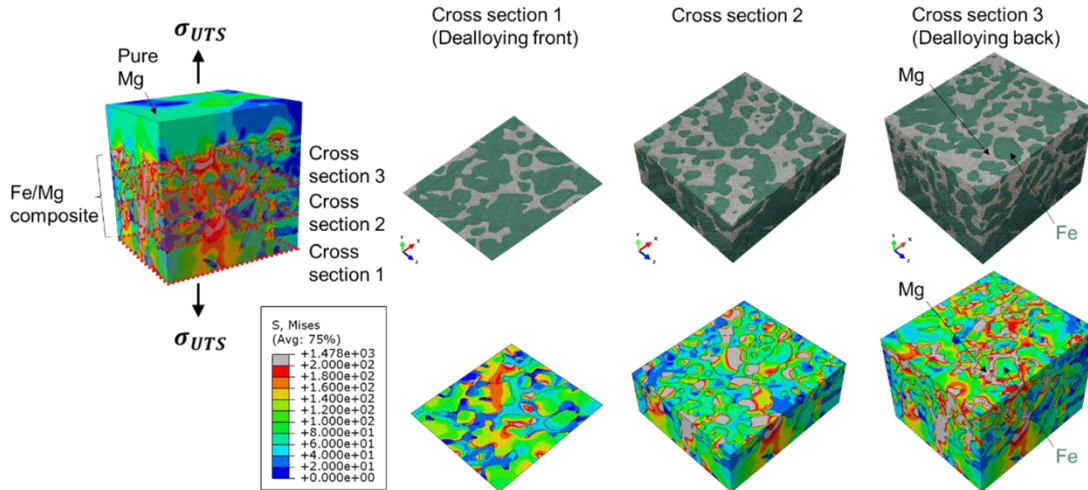 σ_UTS
Pure
Mg
Fe/Mg
composite
Cross
section 3
Cross
section 2
Cross
section 1
σ_UTS
S, Mises
(Avg: 75%)
+1.478e+03
+2.000e+02
+1.800e+02
+1.600e+02
+1.400e+02
+1.200e+02
+1.000e+02
+8.000e+01
+6.000e+01
+4.000e+01
+2.000e+01
+0.000e+00
Cross section 1
(Dealloying front)
Cross section 2
Cross section 3
(Dealloying back)
Mg
Fe
Y
X
Z
Y
X
Z
Y
X
Z
Mg
Fe